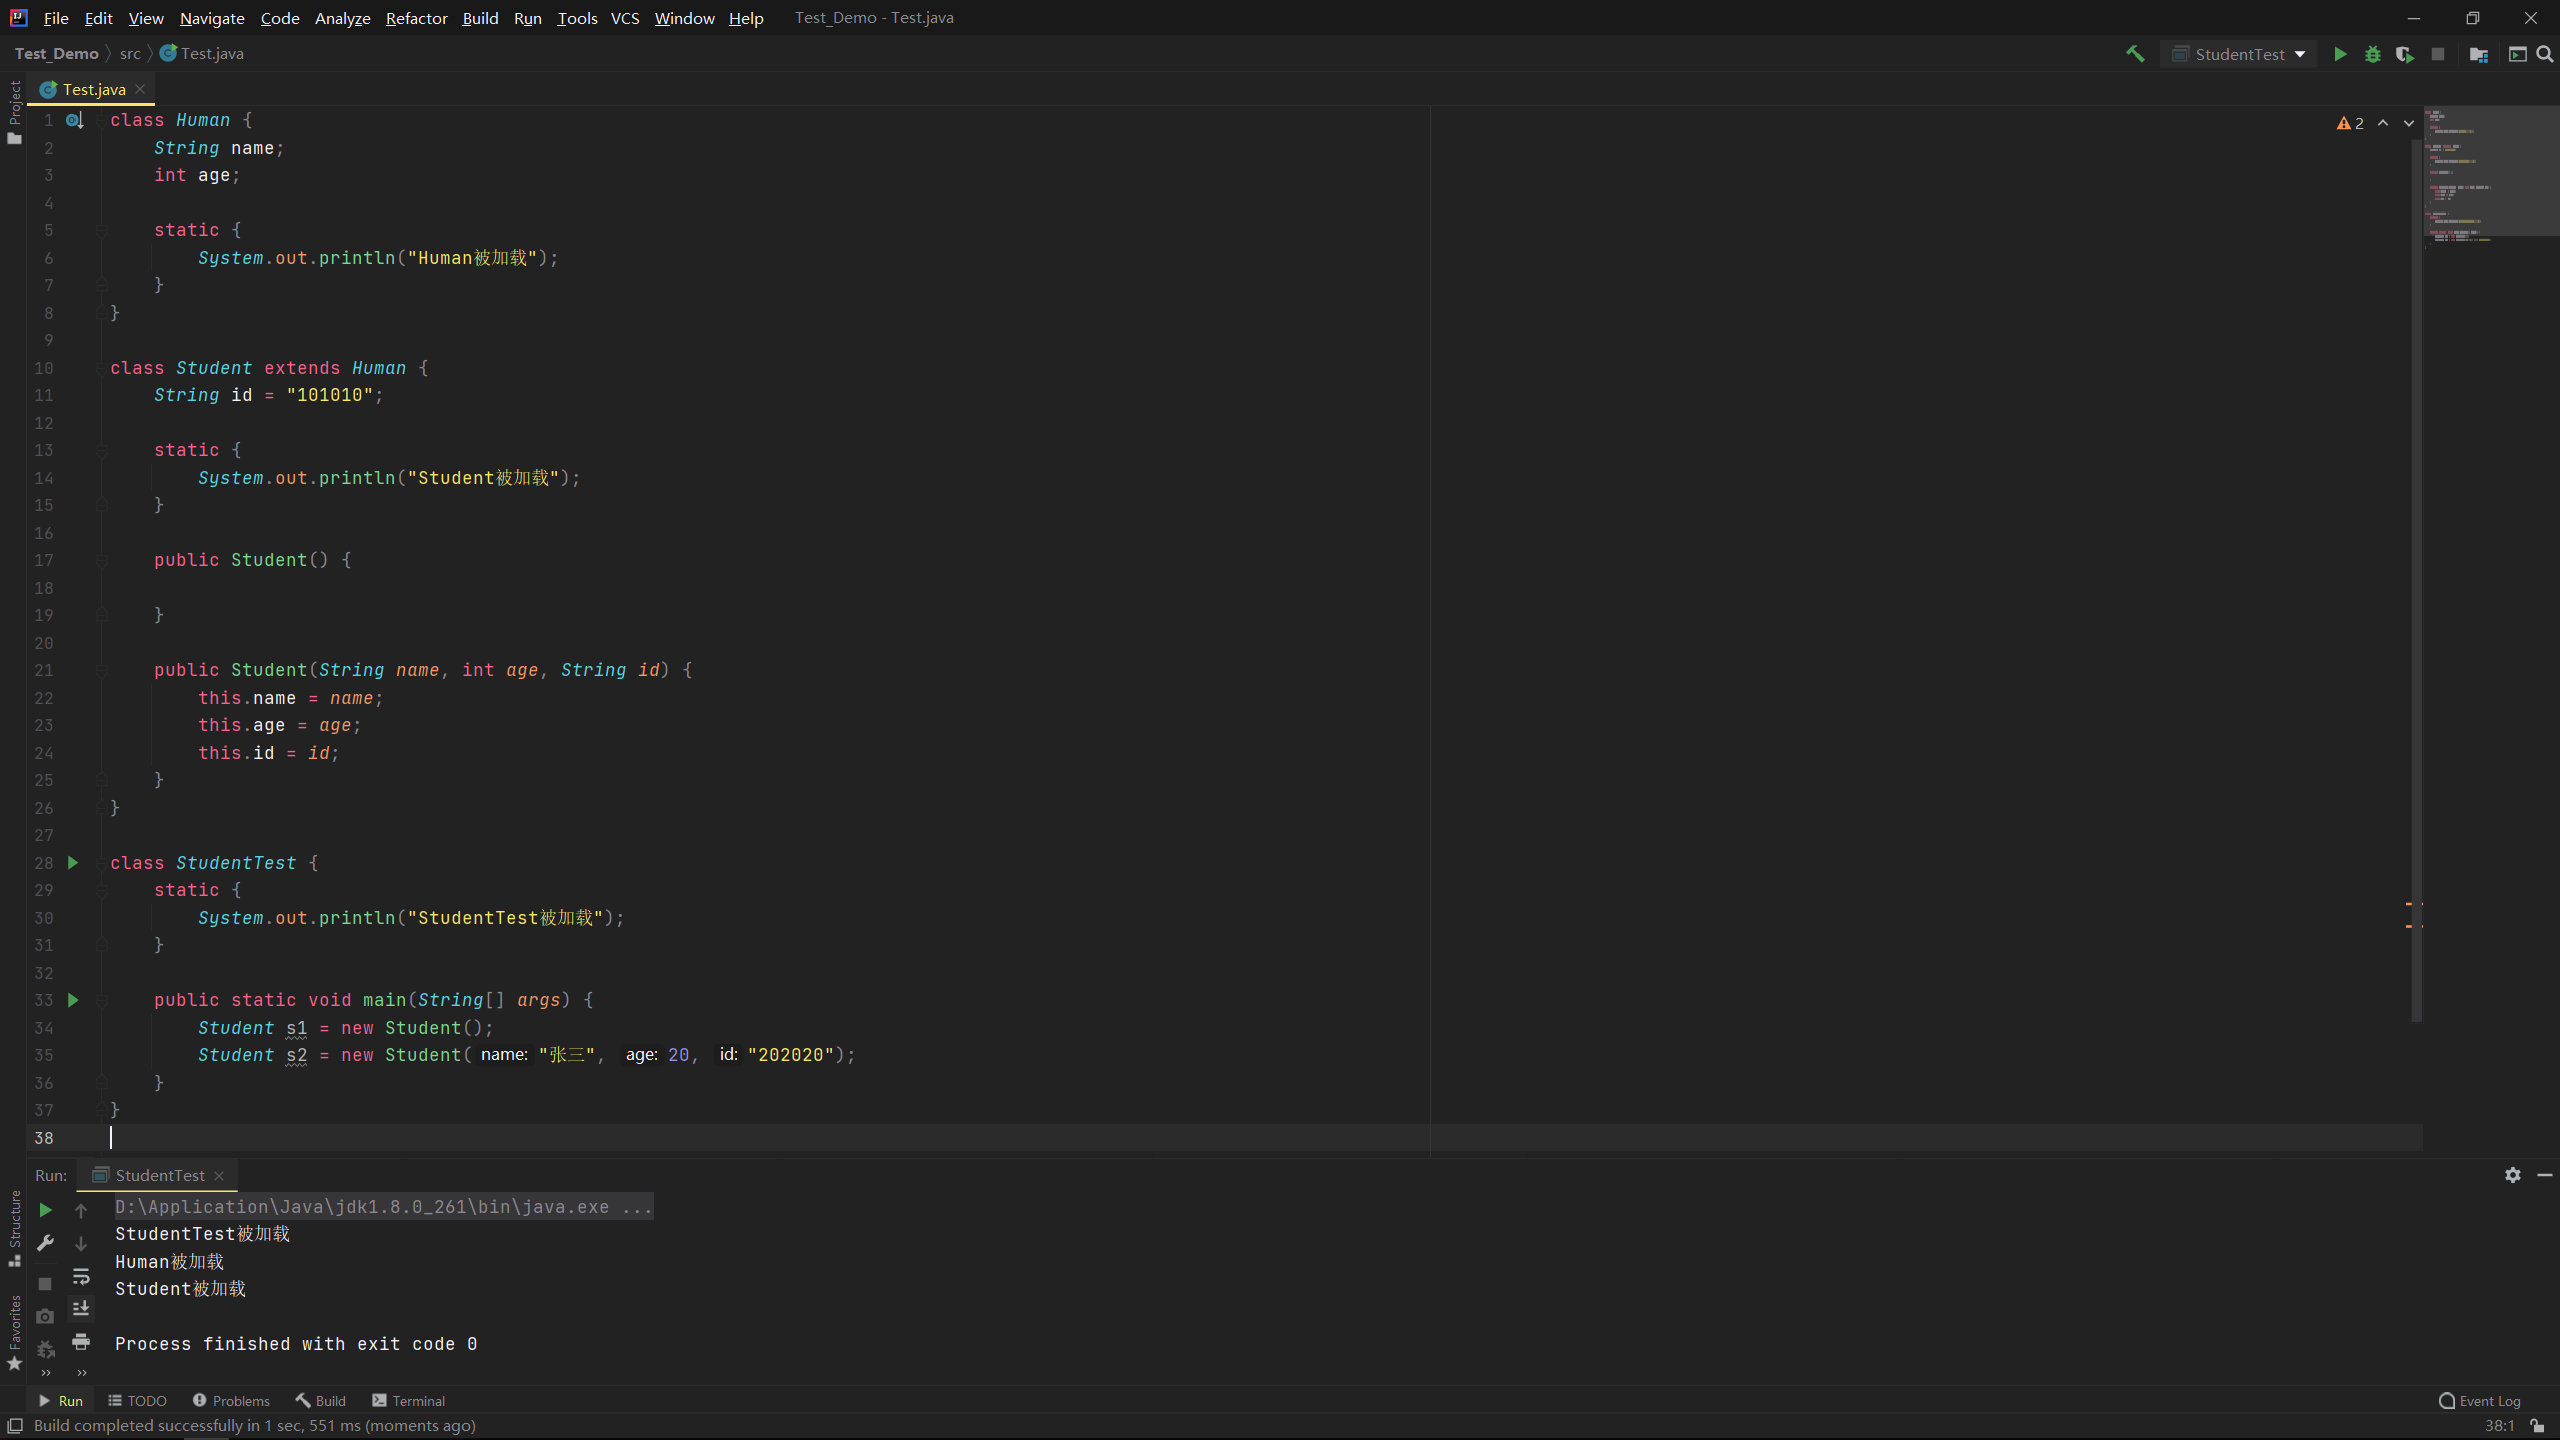 File Edit View Navigate Code Analyze Refactor Build Run Tools VCS Window Help Test_Demo - Test.java
Test_Demo src Test.java StudentTest
Project
Test.java
1 class Human {
2 String name;
3 int age;
4
5 static {
6 System.out.println("Human被加载");
7 }
8 }
9
10 class Student extends Human {
11 String id = "101010";
12
13 static {
14 System.out.println("Student被加载");
15 }
16
17 public Student() {
18
19 }
20
21 public Student(String name, int age, String id) {
22 this.name = name;
23 this.age = age;
24 this.id = id;
25 }
26 }
27
28 class StudentTest {
29 static {
30 System.out.println("StudentTest被加载");
31 }
32
33 public static void main(String[] args) {
34 Student s1 = new Student();
35 Student s2 = new Student( name: "张三", age: 20, id: "202020");
36 }
37 }
38
2
Run: StudentTest
D:\Application\Java\jdk1.8.0_261\bin\java.exe ...
StudentTest被加载
Human被加载
Student被加载
Process finished with exit code 0
Structure
Favorites
Run TODO Problems Build Terminal Event Log
Build completed successfully in 1 sec, 551 ms (moments ago) 38:1